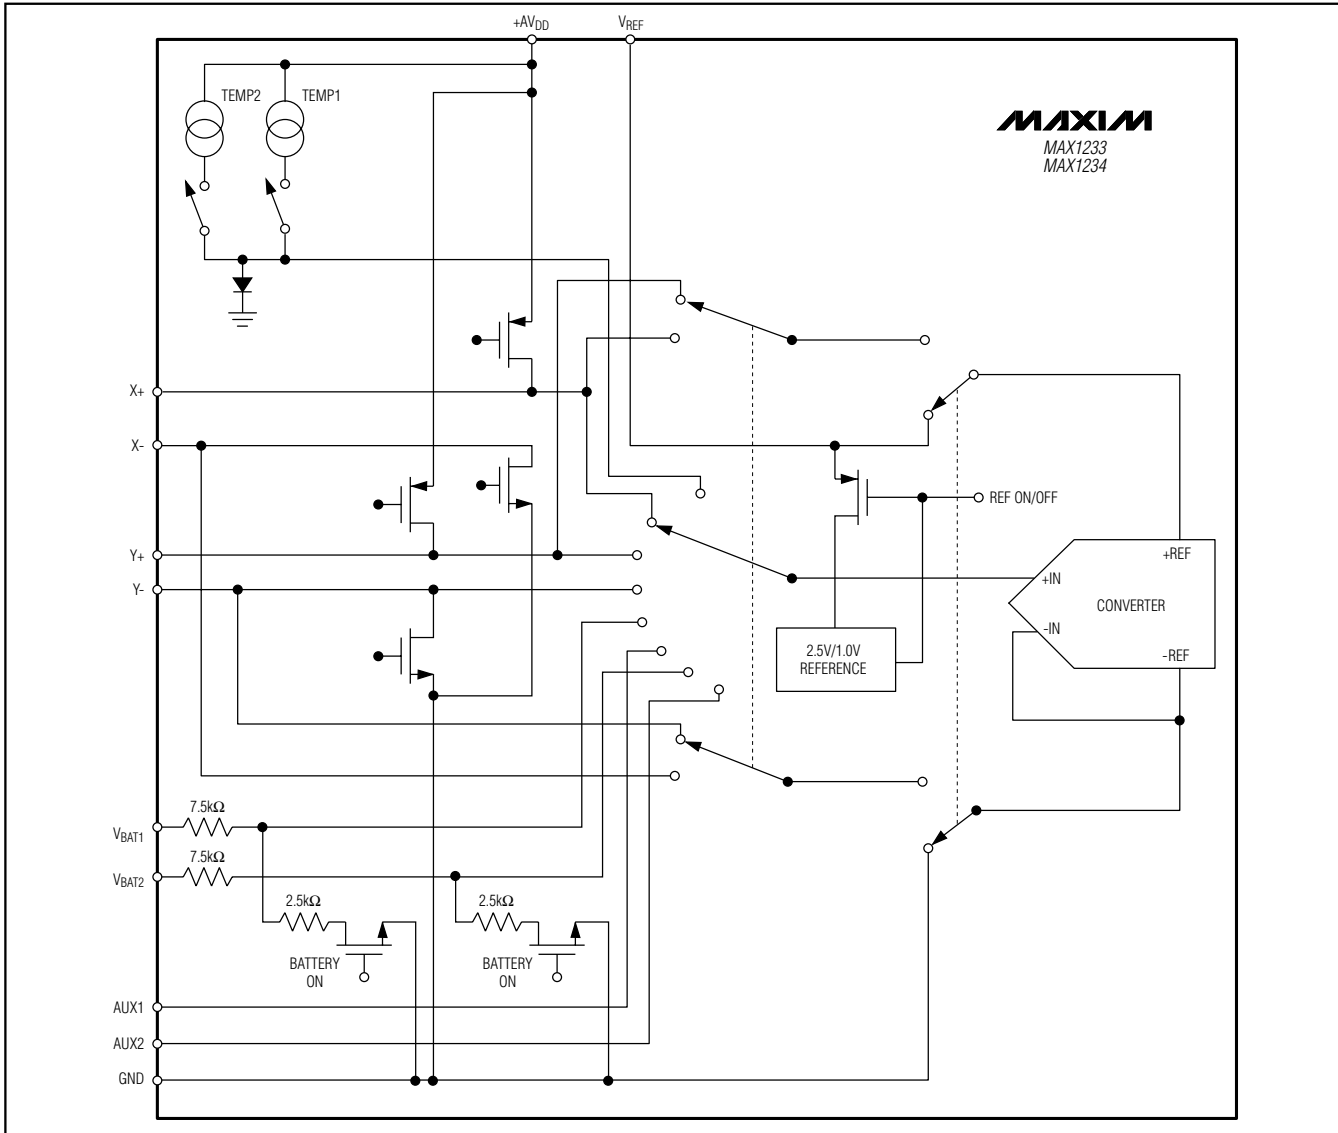 +AVDD
VREF
TEMP2
TEMP1
MAXIM
MAX1233
MAX1234
X+
X-
REF ON/OFF
Y+
+REF
Y-
+IN
CONVERTER
-IN
2.5V/1.0V
REFERENCE
-REF
7.5kΩ
VBAT1
7.5kΩ
VBAT2
2.5kΩ
2.5kΩ
BATTERY
ON
BATTERY
ON
AUX1
AUX2
GND